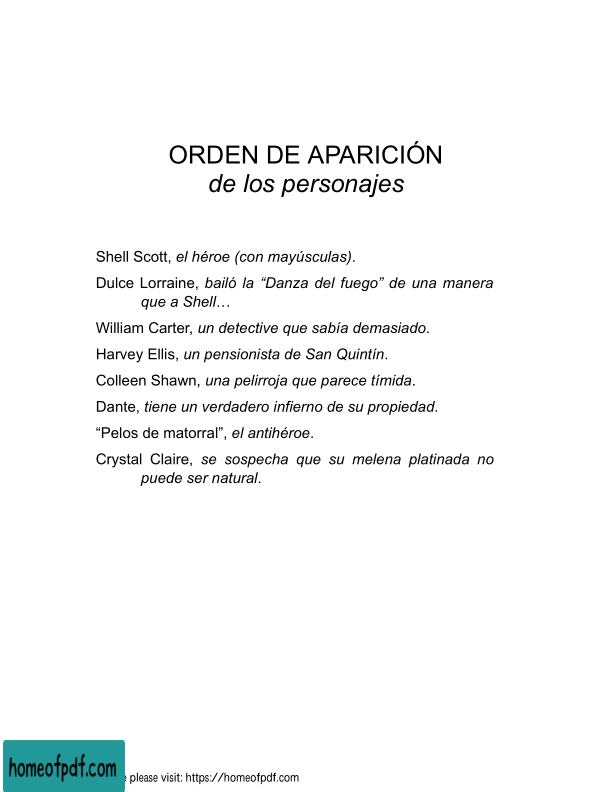 ORDEN DE APARICIÓN
de los personajes
Shell Scott, el héroe (con mayúsculas).
Dulce Lorraine, bailó la “Danza del fuego” de una manera
que a Shell…
William Carter, un detective que sabía demasiado.
Harvey Ellis, un pensionista de San Quintín.
Colleen Shawn, una pelirroja que parece tímida.
Dante, tiene un verdadero infierno de su propiedad.
“Pelos de matorral”, el antihéroe.
Crystal Claire, se sospecha que su melena platinada no
puede ser natural.
homeofpdf.com
please visit: https://homeofpdf.com